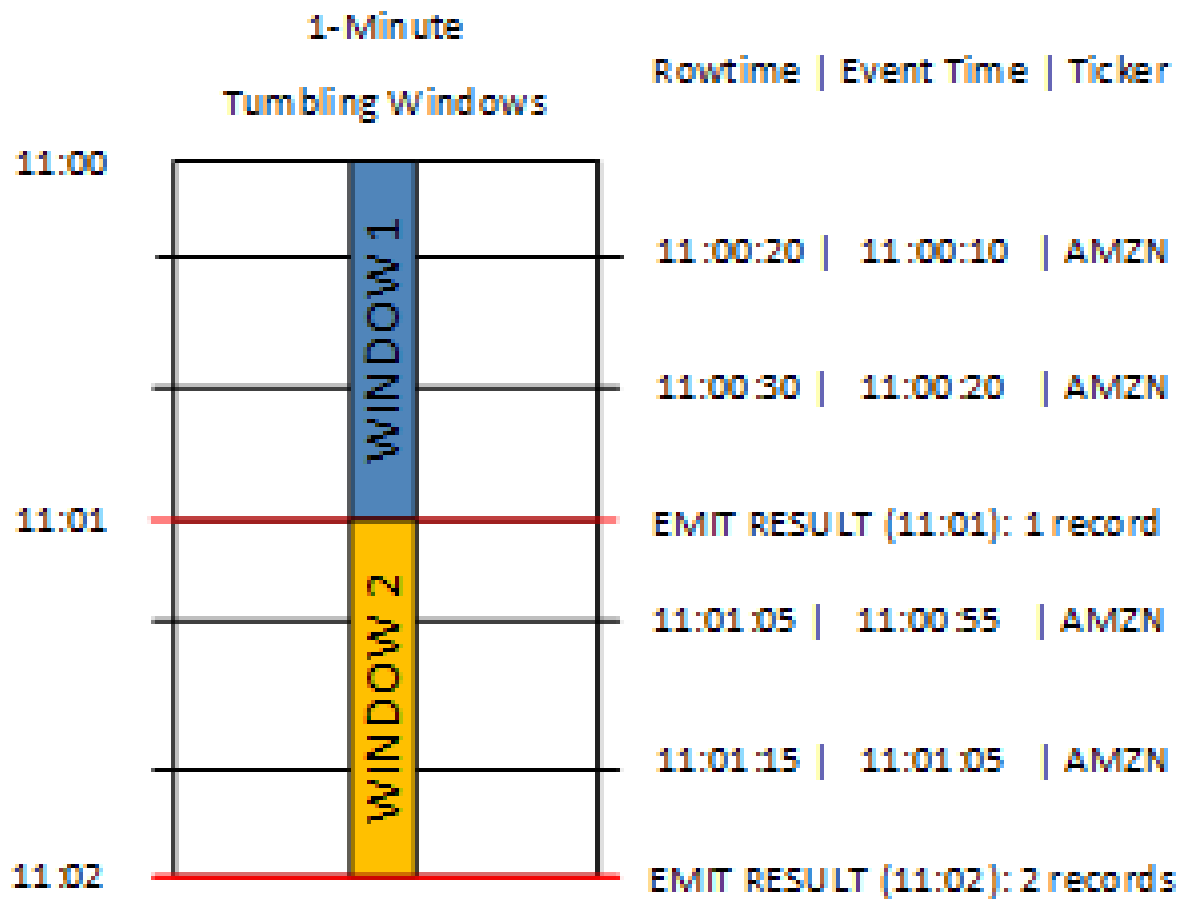 1-Minute
Tumbling Windows
Rowtime | Event Time | Ticker
11:00
WINDOW 1
11:00:20 | 11:00:10 | AMZN
11:00:30 | 11:00:20 | AMZN
11:01
EMIT RESULT (11:01): 1 record
WINDOW 2
11:01:05 | 11:00:55 | AMZN
11:01:15 | 11:01:05 | AMZN
11:02
EMIT RESULT (11:02): 2 records